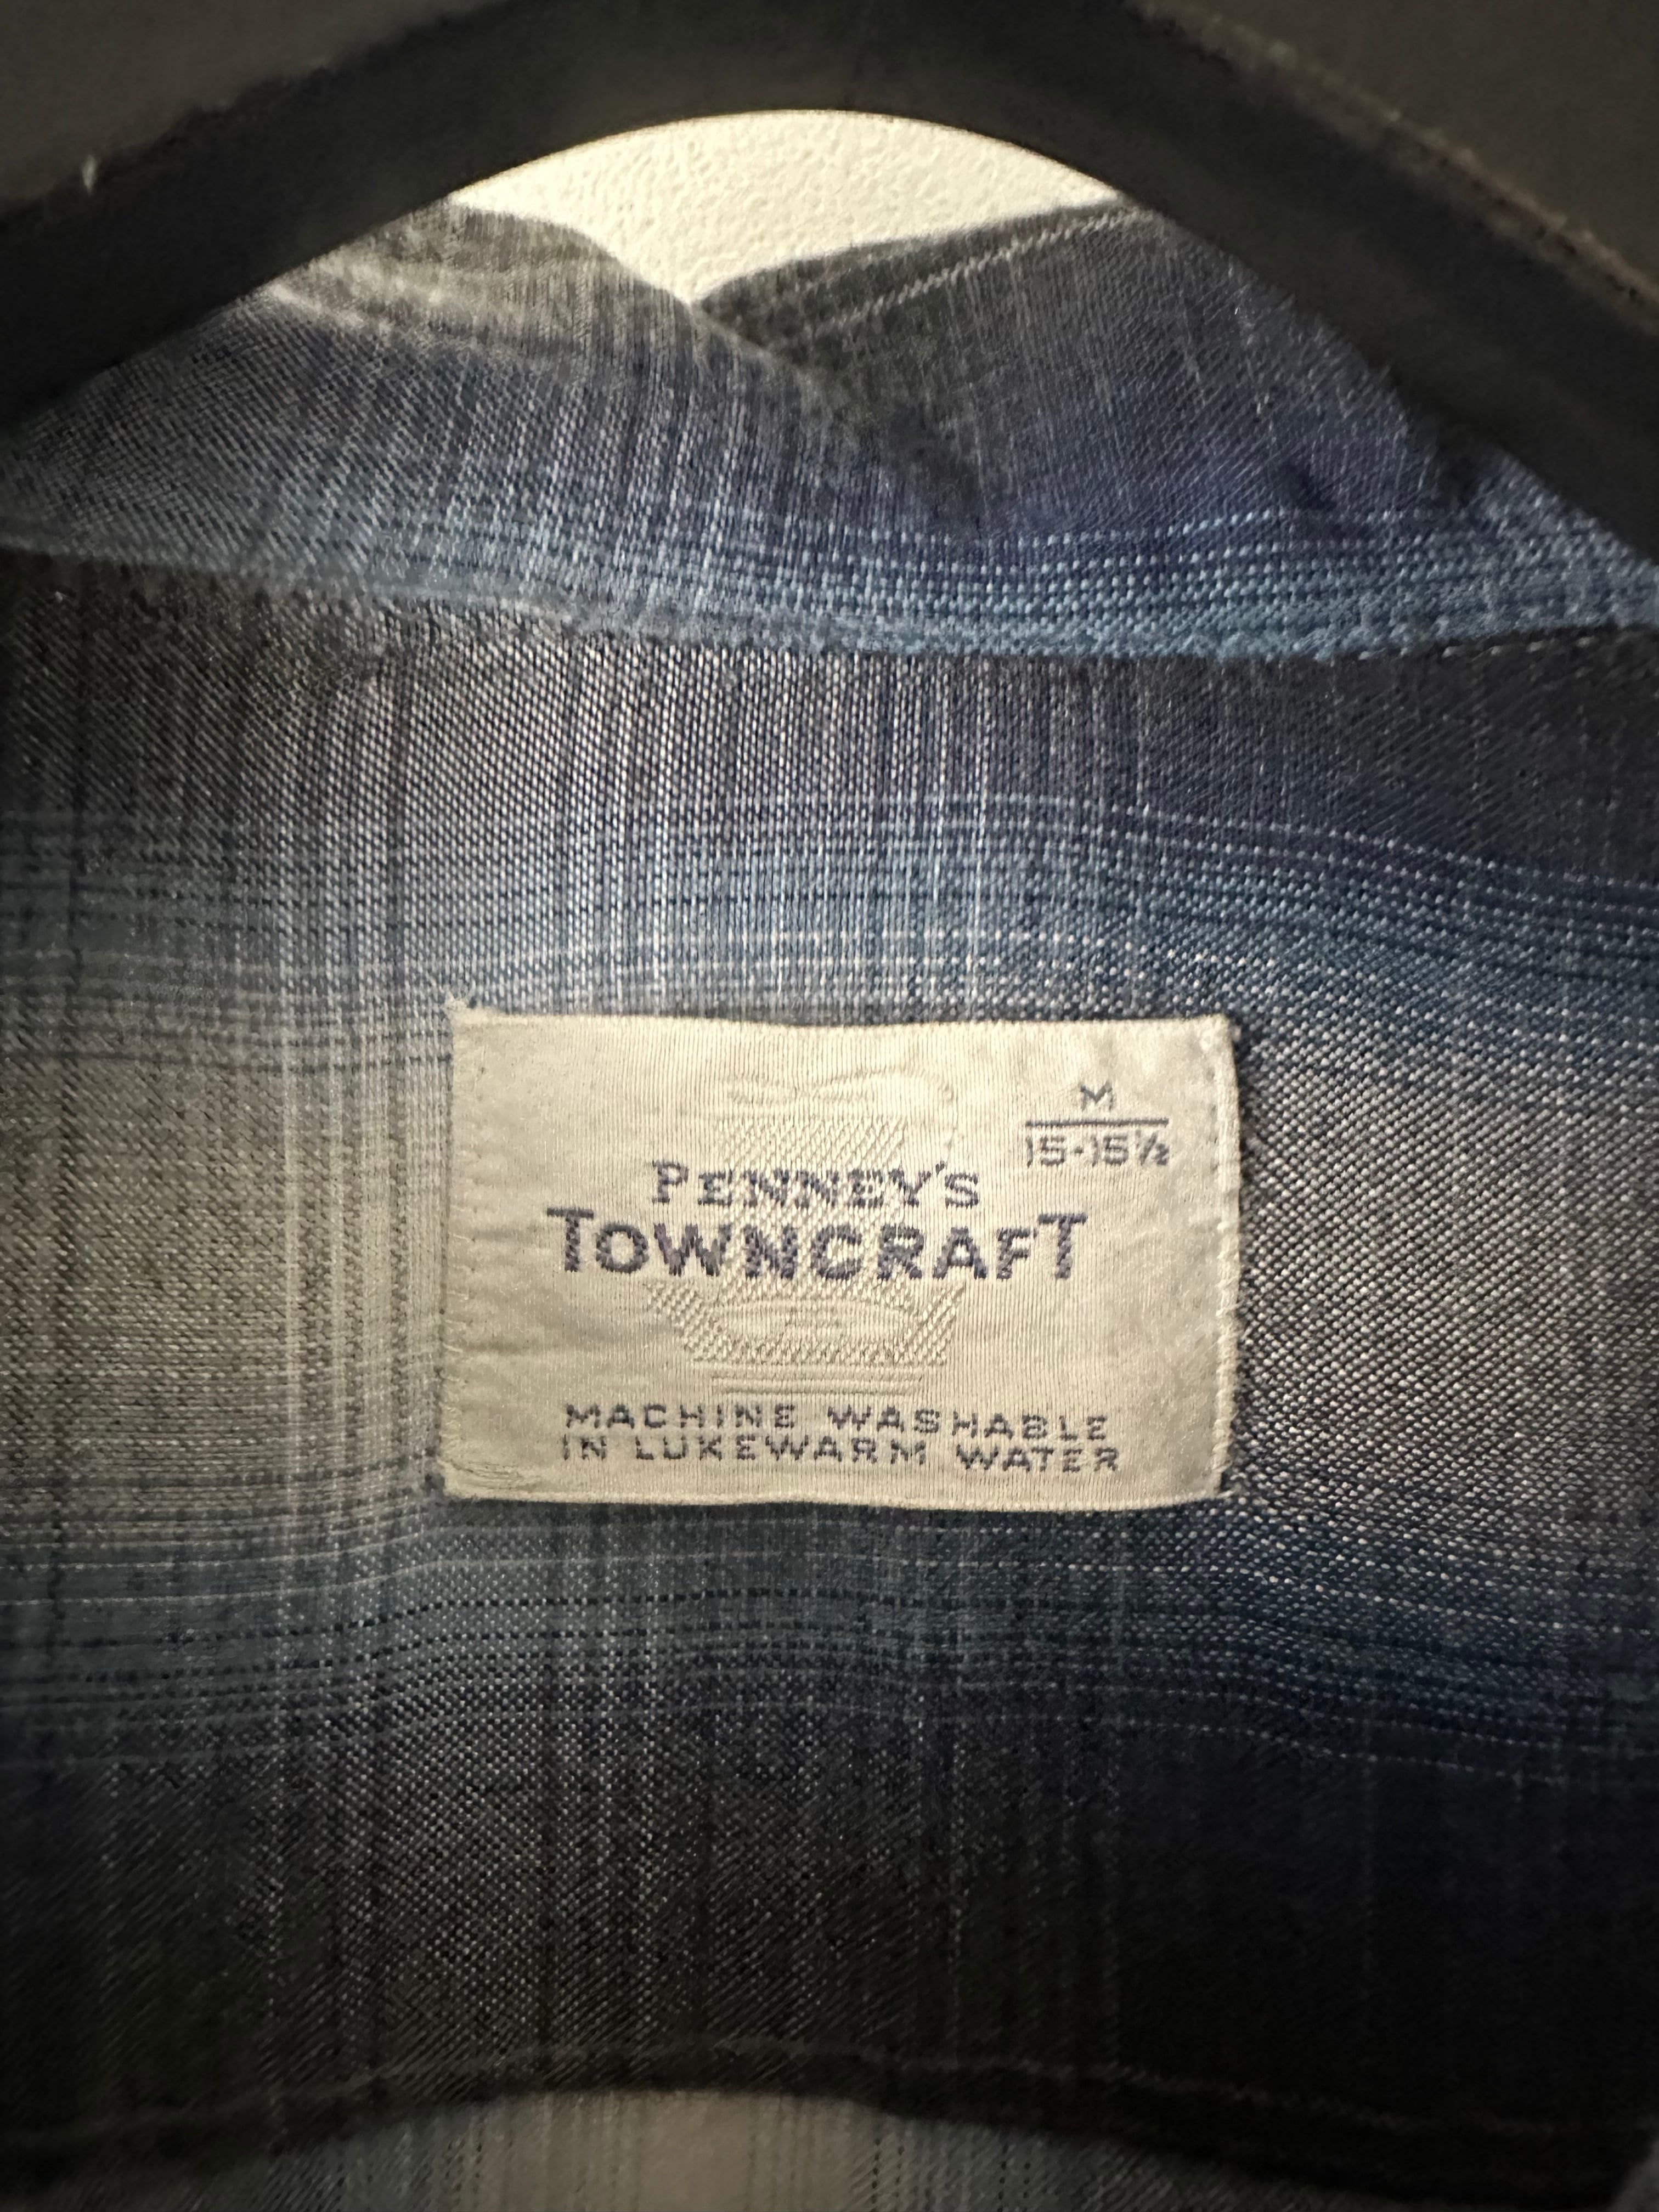 M
15-15½
PENNEY'S
TOWNCRAFT
MACHINE WASHABLE
IN LUKEWARM WATER